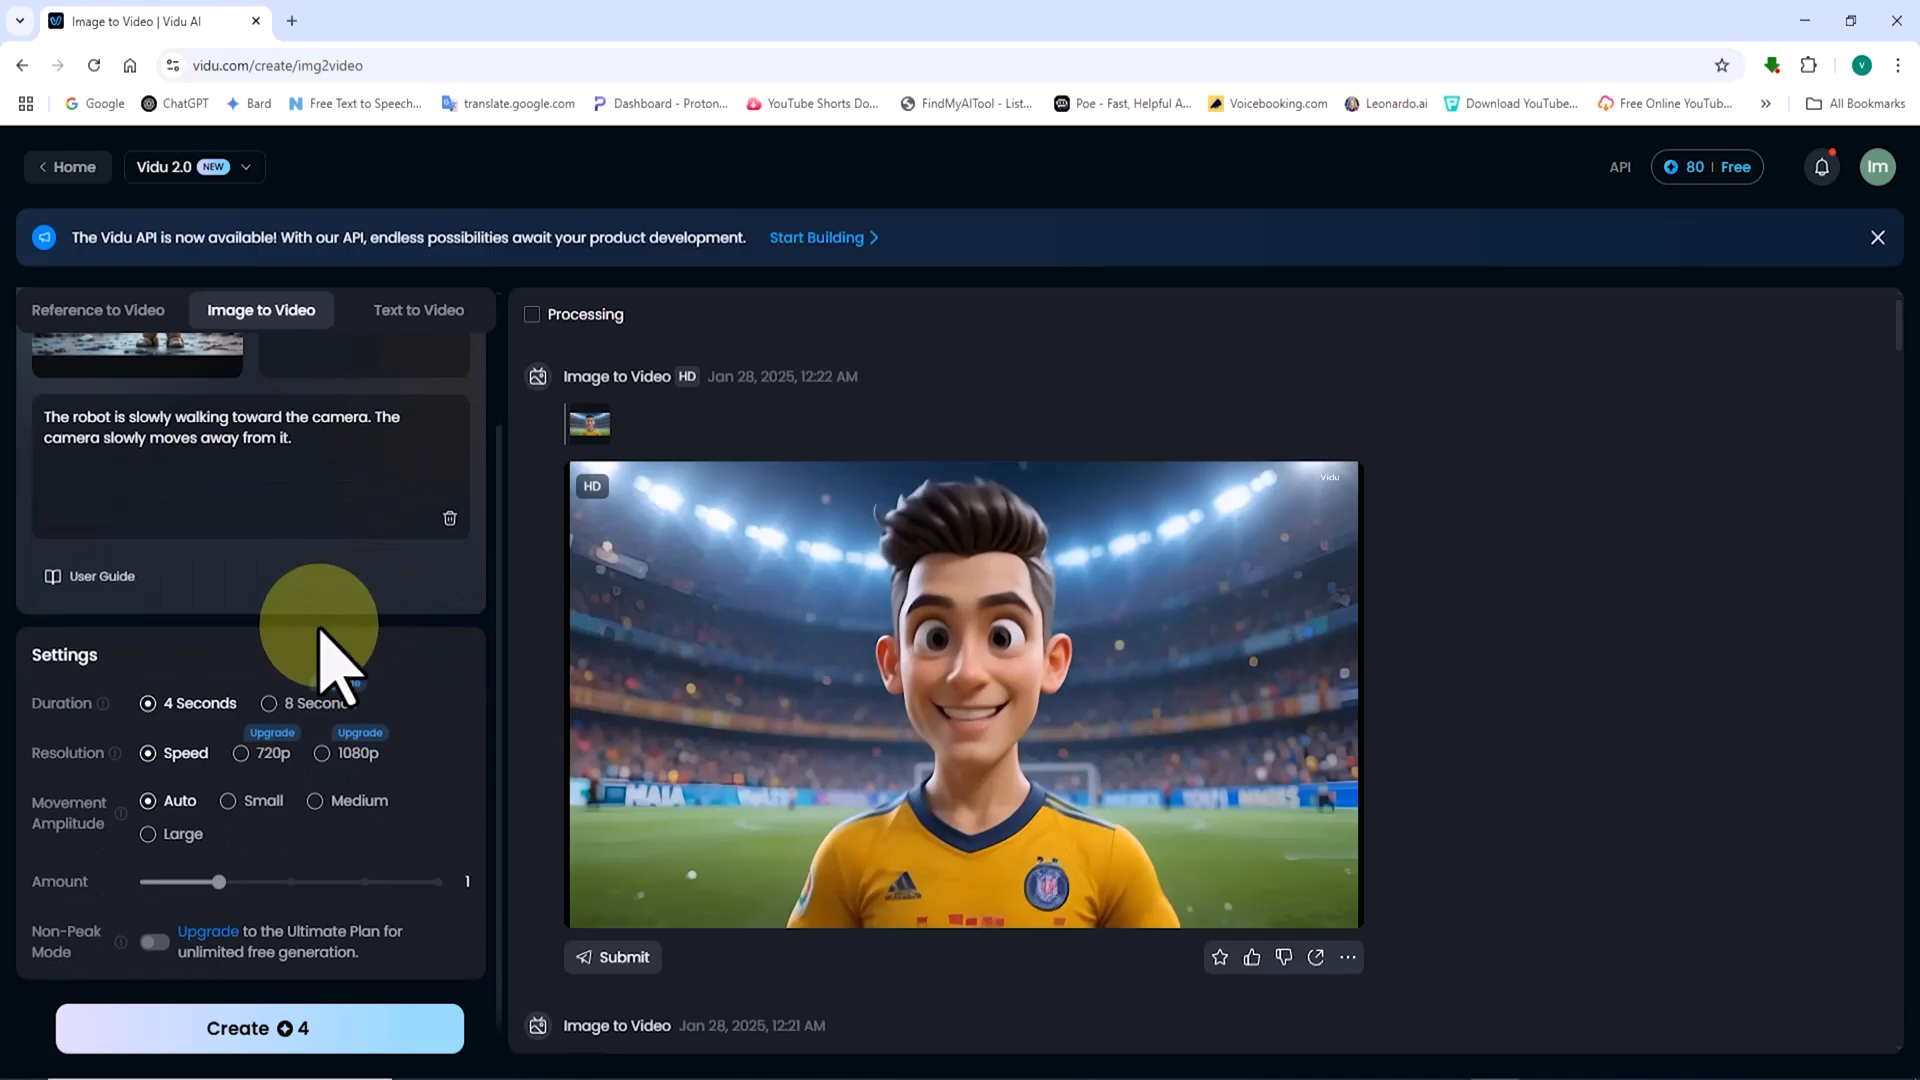 Image to Video | Vidu AI
vidu.com/create/img2video
V
Google
ChatGPT
Bard
Free Text to Speech...
translate.google.com
Dashboard - Proton...
YouTube Shorts Do...
FindMyAITool - List...
Poe - Fast, Helpful A...
Voicebooking.com
Leonardo.ai
Download YouTube...
Free Online YouTub...
All Bookmarks
Home
Vidu 2.0 NEW
API
80 | Free
Im
The Vidu API is now available! With our API, endless possibilities await your product development.
Start Building
Reference to Video
Image to Video
Text to Video
The robot is slowly walking toward the camera. The
camera slowly moves away from it.
User Guide
Settings
Duration
4 Seconds
8 Second
Resolution
Speed
Upgrade
720p
Upgrade
1080p
Movement
Amplitude
Auto
Small
Medium
Large
Amount
1
Non-Peak
Mode
Upgrade to the Ultimate Plan for
unlimited free generation.
Create 4
Processing
Image to Video HD Jan 28, 2025, 12:22 AM
HD
Vidu
Submit
Image to Video Jan 28, 2025, 12:21 AM